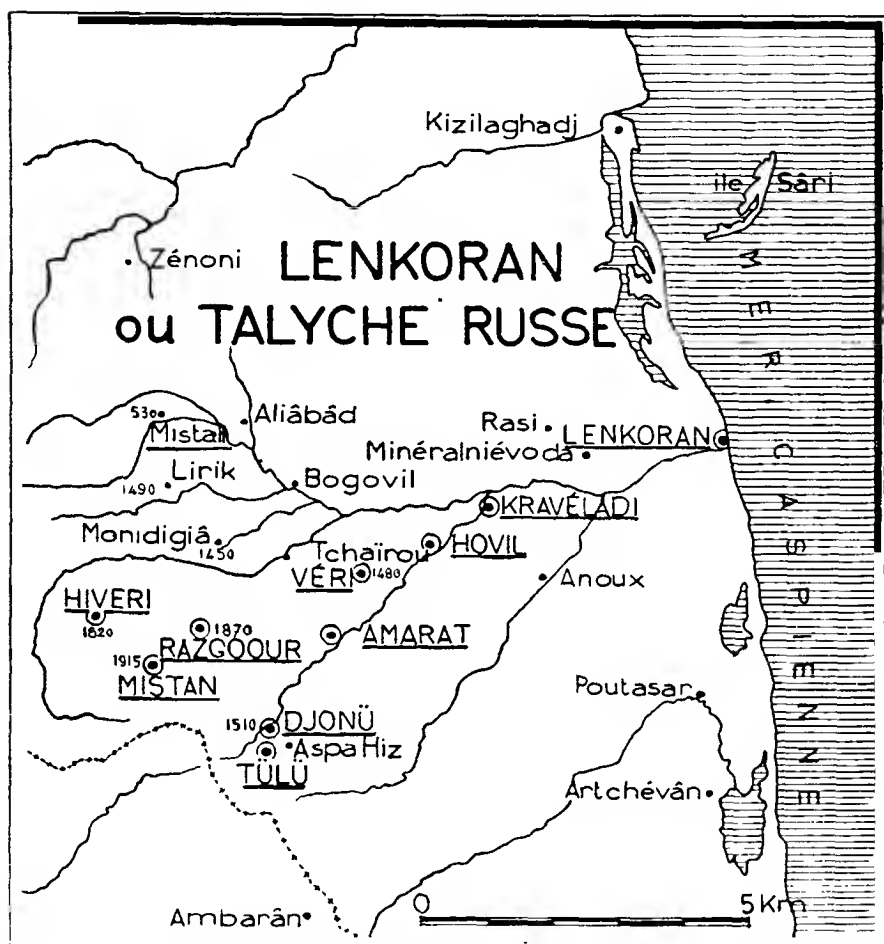 Kizilaghadj
ile Sâri
Zénoni
LENKORAN
ou TALYCHE RUSSE
MER CASPIENNE
530
Mistaïl
Aliâbâd
Rasi
LENKORAN
Minéralniévoda
Lirik
1490
Bogovil
KRAVÉLADI
Monidigiâ
1450
Tchaïrou
HOVIL
VÉRI
1480
Anoux
HIVERI
1820
1870
RAZGOOUR
AMARAT
1915
MISTAN
Poutasar
1510
DJONÜ
Aspa Hiz
TÜLÜ
Artchévân
Ambarân
0
5 Km